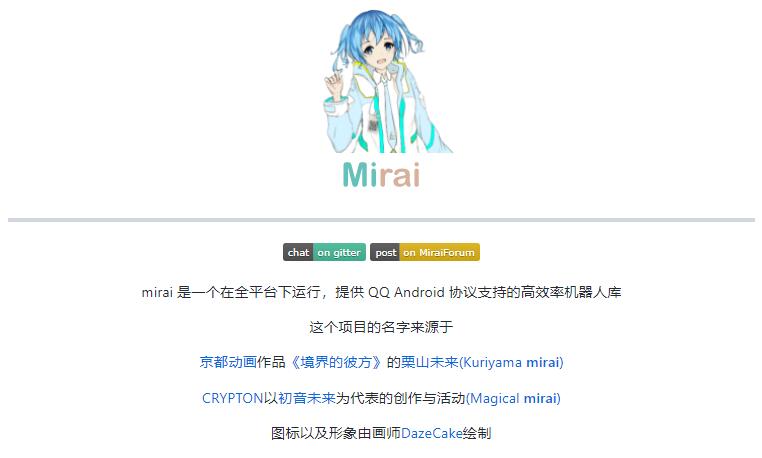 Mirai
chat on gitter post on MiraiForum
mirai 是一个在全平台下运行，提供 QQ Android 协议支持的高效率机器人库
这个项目的名字来源于
京都动画作品《境界的彼方》的栗山未来(Kuriyama mirai)
CRYPTON以初音未来为代表的创作与活动(Magical mirai)
图标以及形象由画师DazeCake绘制